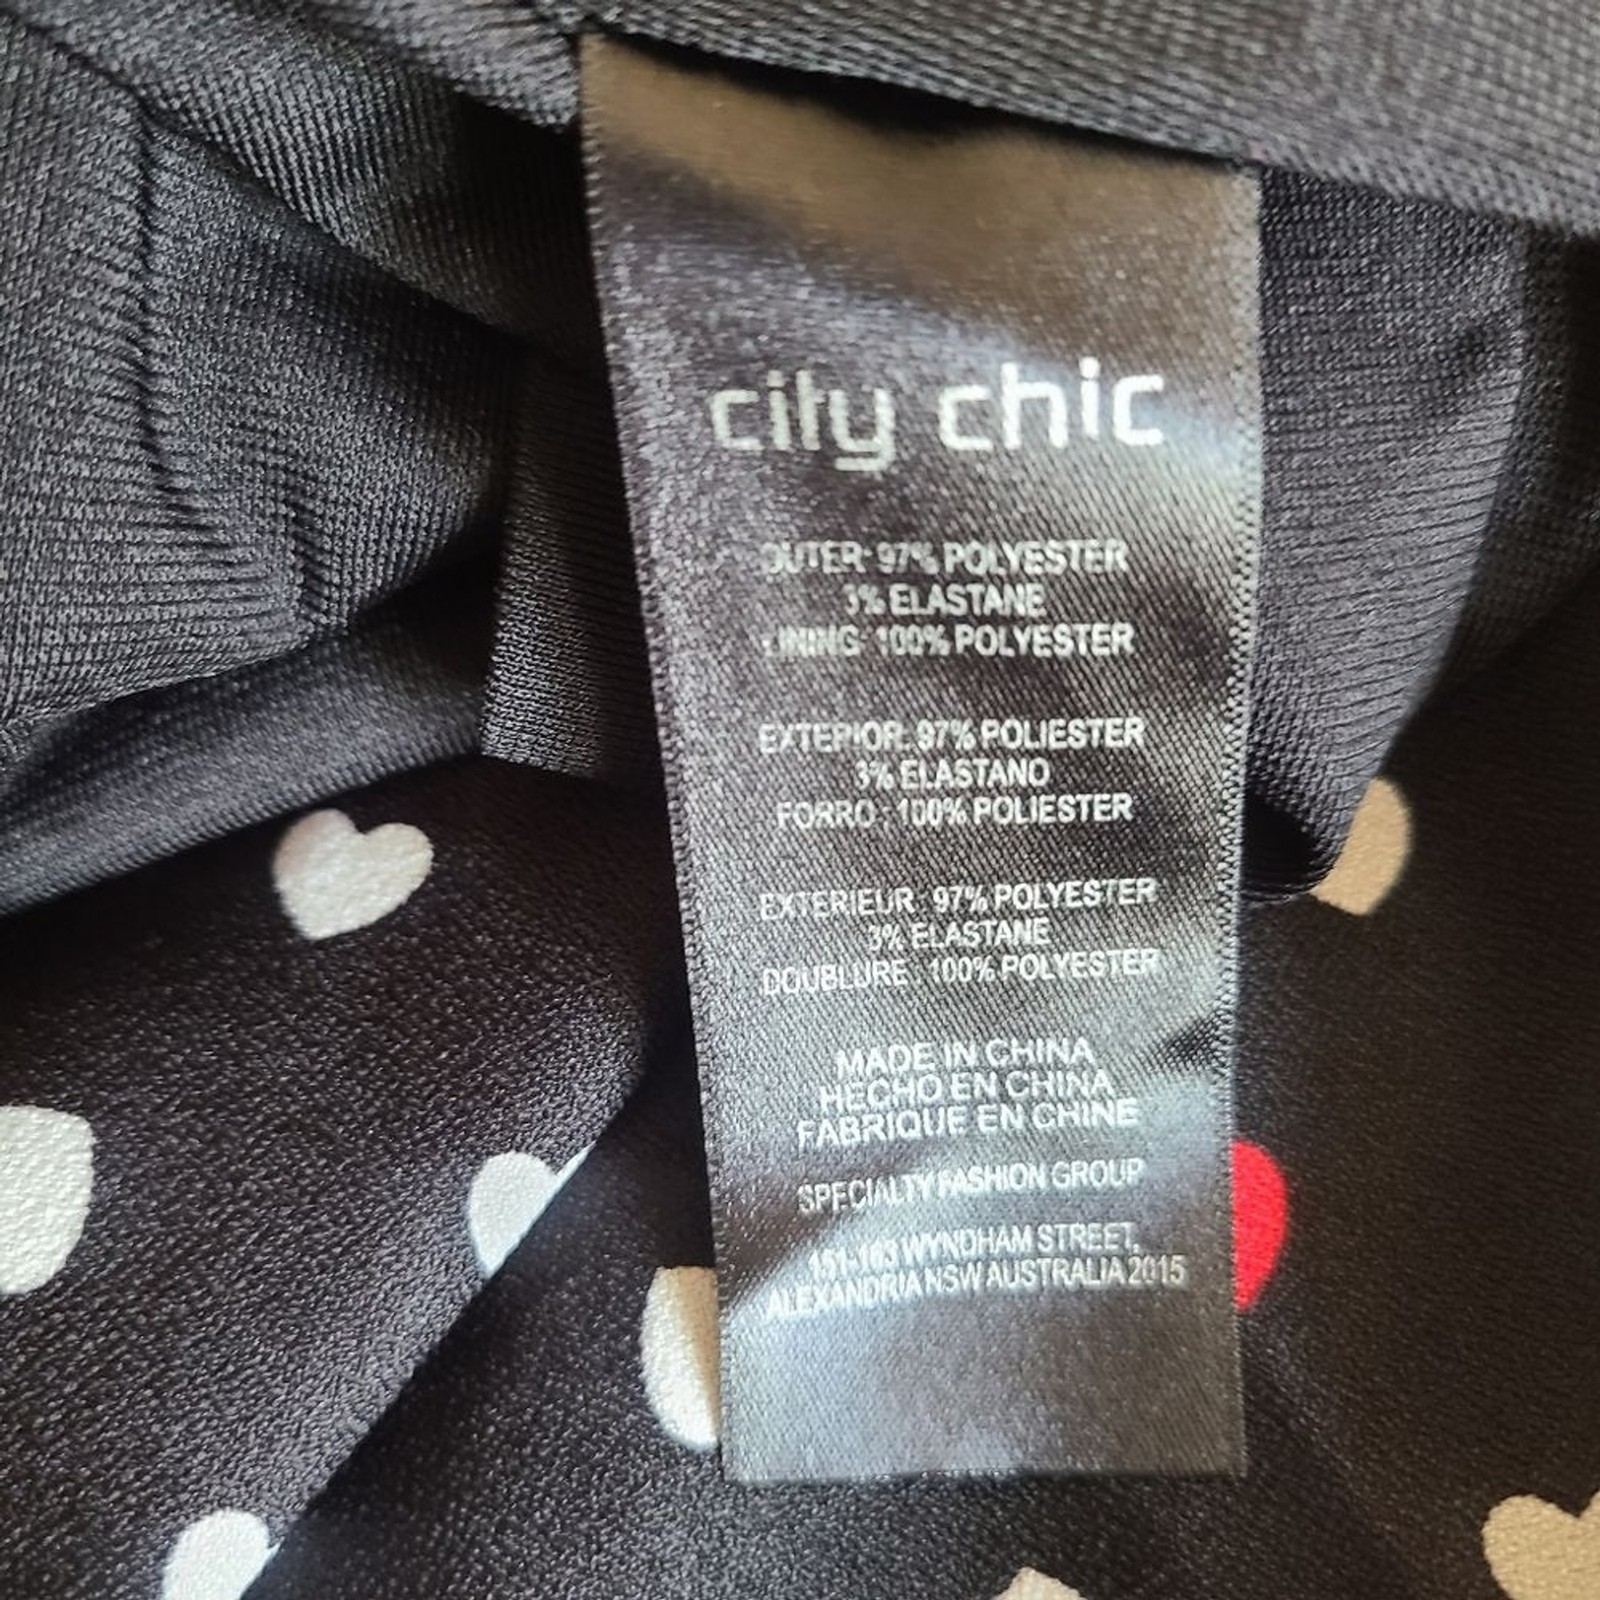 city chic
OUTER: 97% POLYESTER
3% ELASTANE
LINING: 100% POLYESTER
EXTERIOR: 97% POLIESTER
3% ELASTANO
FORRO : 100% POLIESTER
EXTERIEUR : 97% POLYESTER
3% ELASTANE
DOUBLURE : 100% POLYESTER
MADE IN CHINA
HECHO EN CHINA
FABRIQUE EN CHINE
SPECIALTY FASHION GROUP
151-163 WYNDHAM STREET,
ALEXANDRIA NSW AUSTRALIA 2015